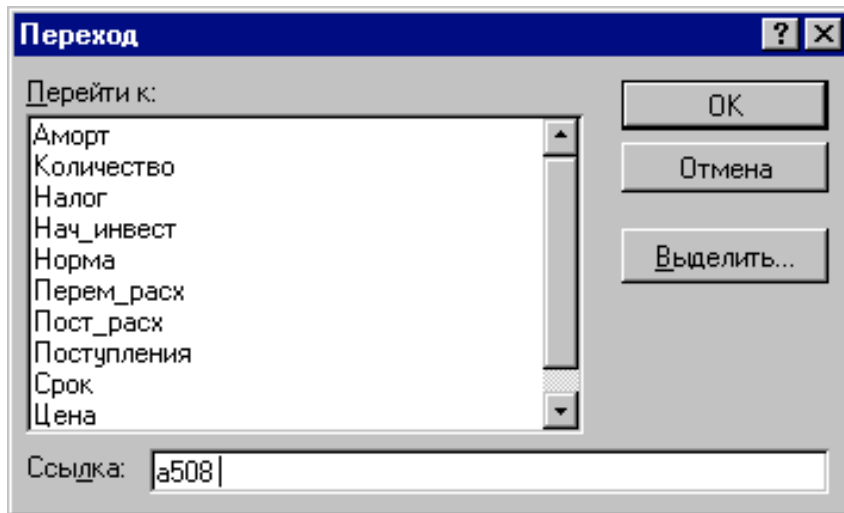 Переход
Перейти к:
Аморт
Количество
Налог
Нач_инвест
Норма
Перем_расх
Пост_расх
Поступления
Срок
Цена
OK
Отмена
Выделить...
Ссылка: a508